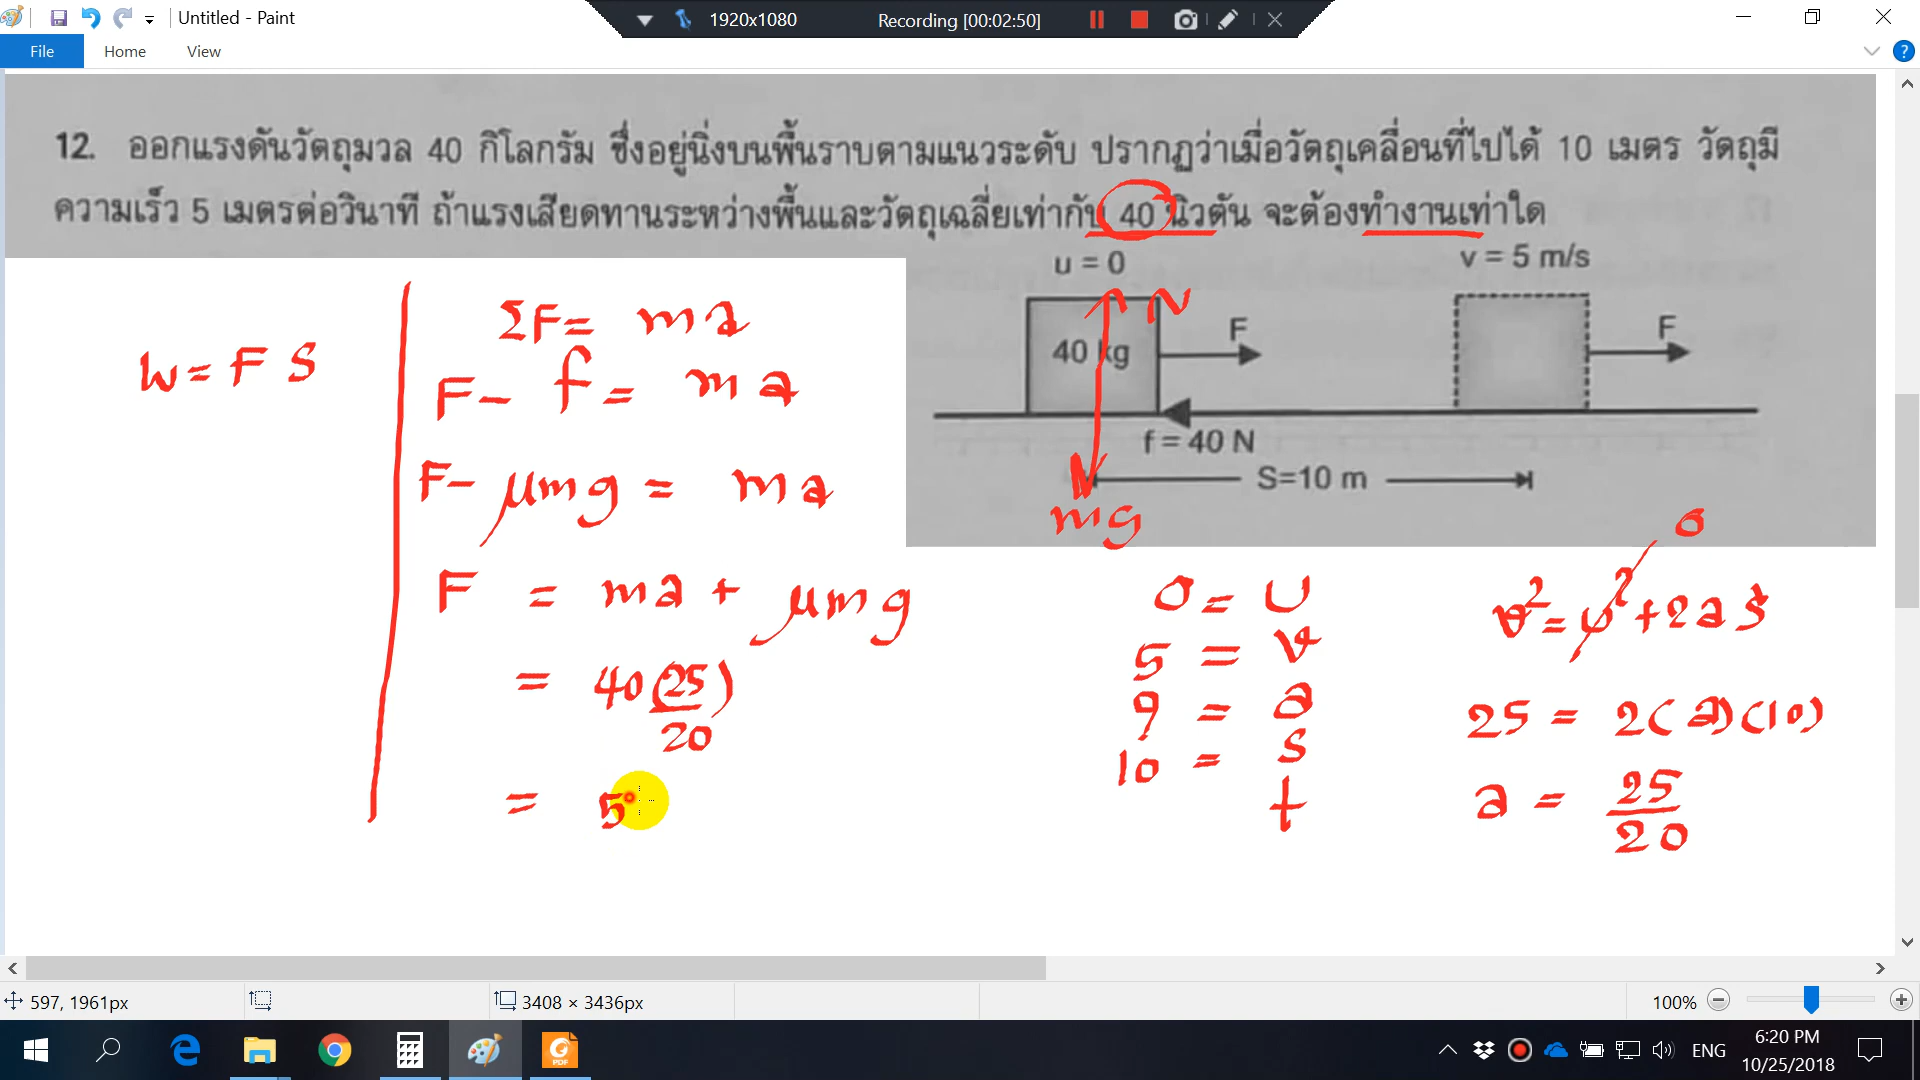 Untitled - Paint
1920x1080
Recording [00:02:50]
File Home View
12. ออกแรงดันวัตถุมวล 40 กิโลกรัม ซึ่งอยู่นิ่งบนพื้นราบตามแนวระดับ ปรากฏว่าเมื่อวัตถุเคลื่อนที่ไปได้ 10 เมตร วัตถุมี
ความเร็ว 5 เมตรต่อวินาที ถ้าแรงเสียดทานระหว่างพื้นและวัตถุเฉลี่ยเท่ากับ 40 นิวตัน จะต้องทำงานเท่าใด
u = 0
v = 5 m/s
N
40 kg
F
F
f = 40 N
S=10 m
mg
W = F S
ΣF = ma
F - f = ma
F - μmg = ma
F = ma + μmg
= 40(25/20)
= 5
0 = u
5 = v
? = a
10 = s
t
0
v² = u² + 2as
25 = 2(a)(10)
a = 25/20
597, 1961px
3408 × 3436px
100%
PDF
ENG
6:20 PM
10/25/2018